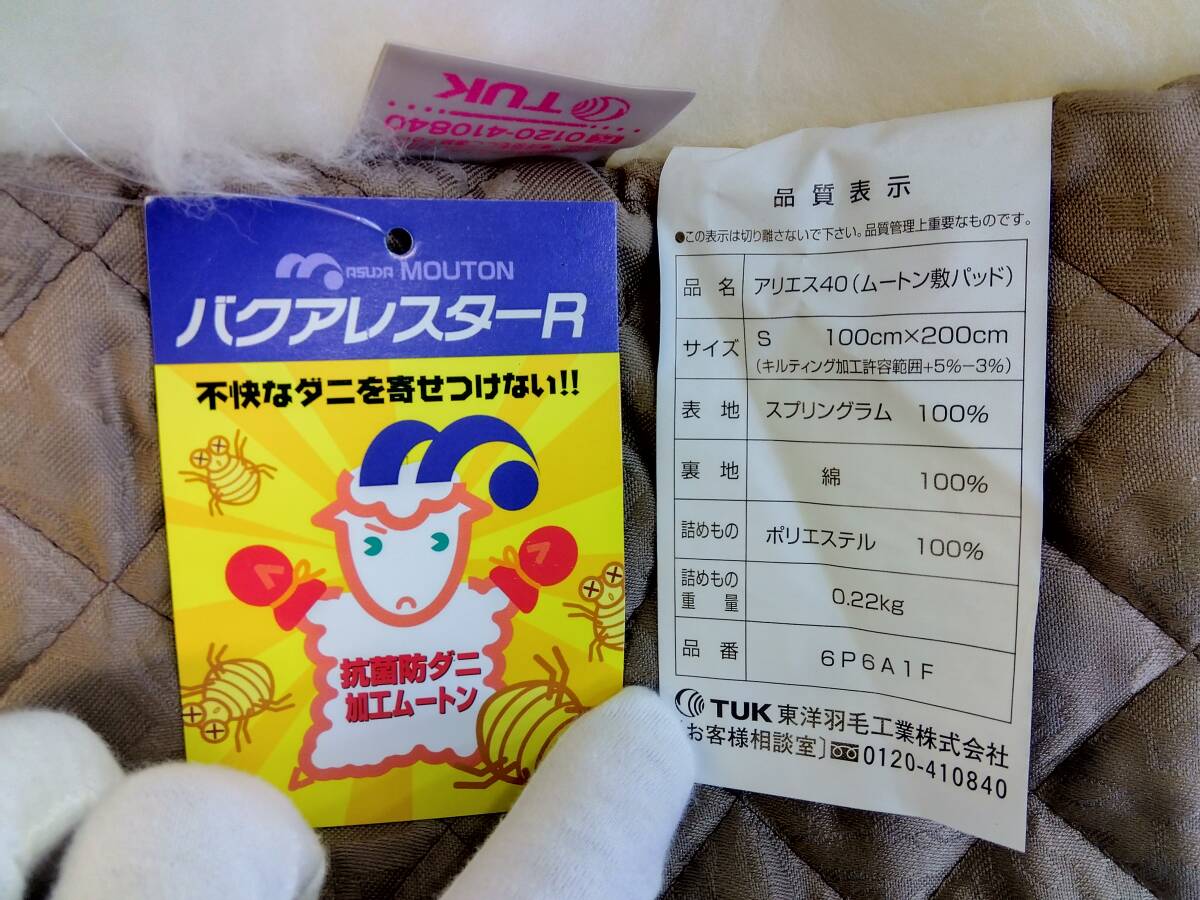 TUK
0120-410840
ASUDA MOUTON
バクアレスターR
不快なダニを寄せつけない!!
抗菌防ダニ
加工ムートン
品質表示
●この表示は切り離さないで下さい。品質管理上重要なものです。
品名 アリエス40(ムートン敷パッド)
サイズ S 100cm×200cm
(キルティング加工許容範囲+5%-3%)
表地 スプリングラム 100%
裏地 綿 100%
詰めもの ポリエステル 100%
詰めもの
重量 0.22kg
品番 6P6A1F
TUK 東洋羽毛工業株式会社
〔お客様相談室〕0120-410840